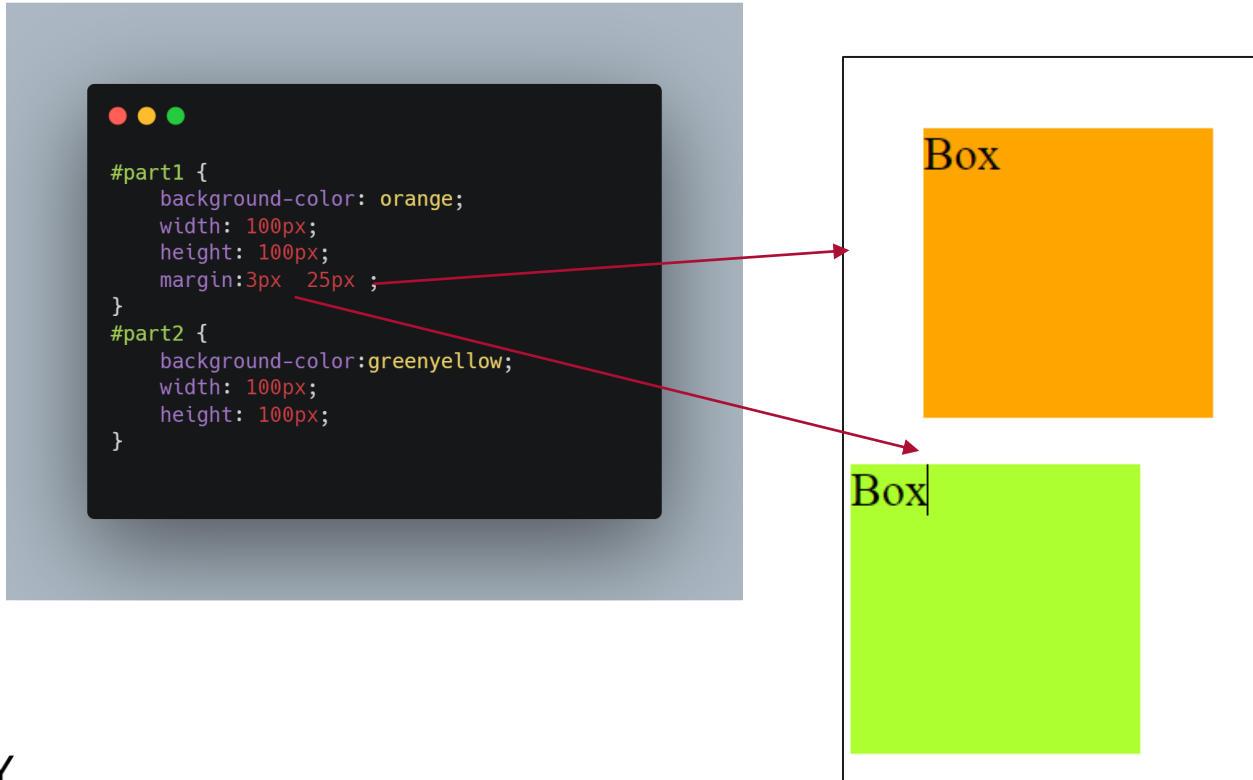 #part1 {
    background-color: orange;
    width: 100px;
    height: 100px;
    margin:3px  25px ;
}
#part2 {
    background-color:greenyellow;
    width: 100px;
    height: 100px;
}
Box
Box